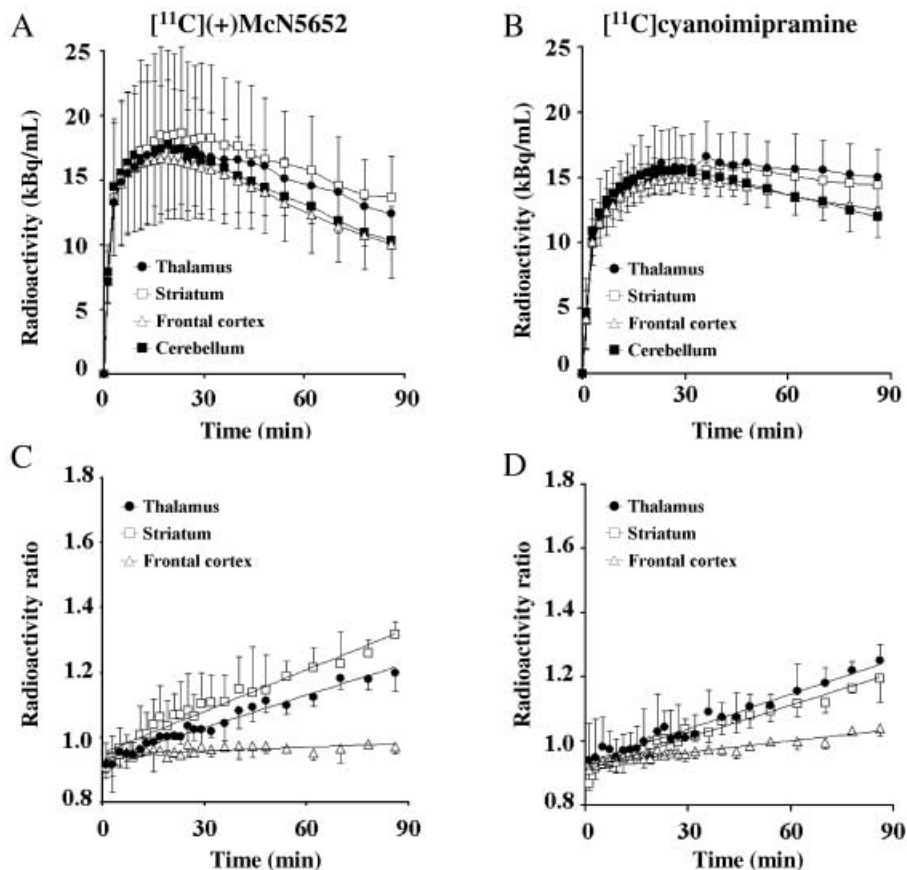 A
[11C](+)McN5652
Radioactivity (kBq/mL)
25
20
15
10
15
0
Thalamus
Striatum
Frontal cortex
Cerebellum
0 30 60 90
Time (min)
B
[11C]cyanoimipramine
Radioactivity (kBq/mL)
25
20
15
10
15
0
Thalamus
Striatum
Frontal cortex
Cerebellum
0 30 60 90
Time (min)
C
Radioactivity ratio
1.8
1.6
1.4
1.2
1.0
0.8
Thalamus
Striatum
Frontal cortex
0 30 60 90
Time (min)
D
Radioactivity ratio
1.8
1.6
1.4
1.2
1.0
0.8
Thalamus
Striatum
Frontal cortex
0 30 60 90
Time (min)